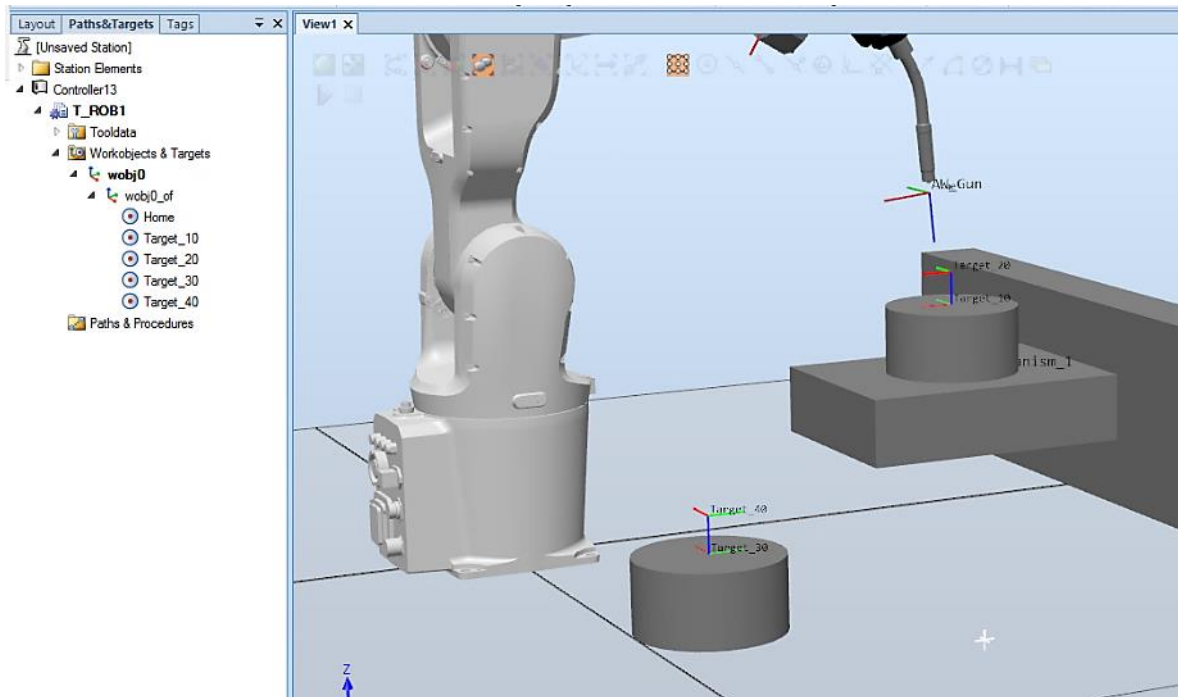 Layout Paths&Targets Tags
View1
[Unsaved Station]
Station Elements
Controller13
T_ROB1
Tooldata
Workobjects & Targets
wobj0
wobj0_of
Home
Target_10
Target_20
Target_30
Target_40
Paths & Procedures
Target_20
Target_10
anism_1
Target_40
Target_30
Z